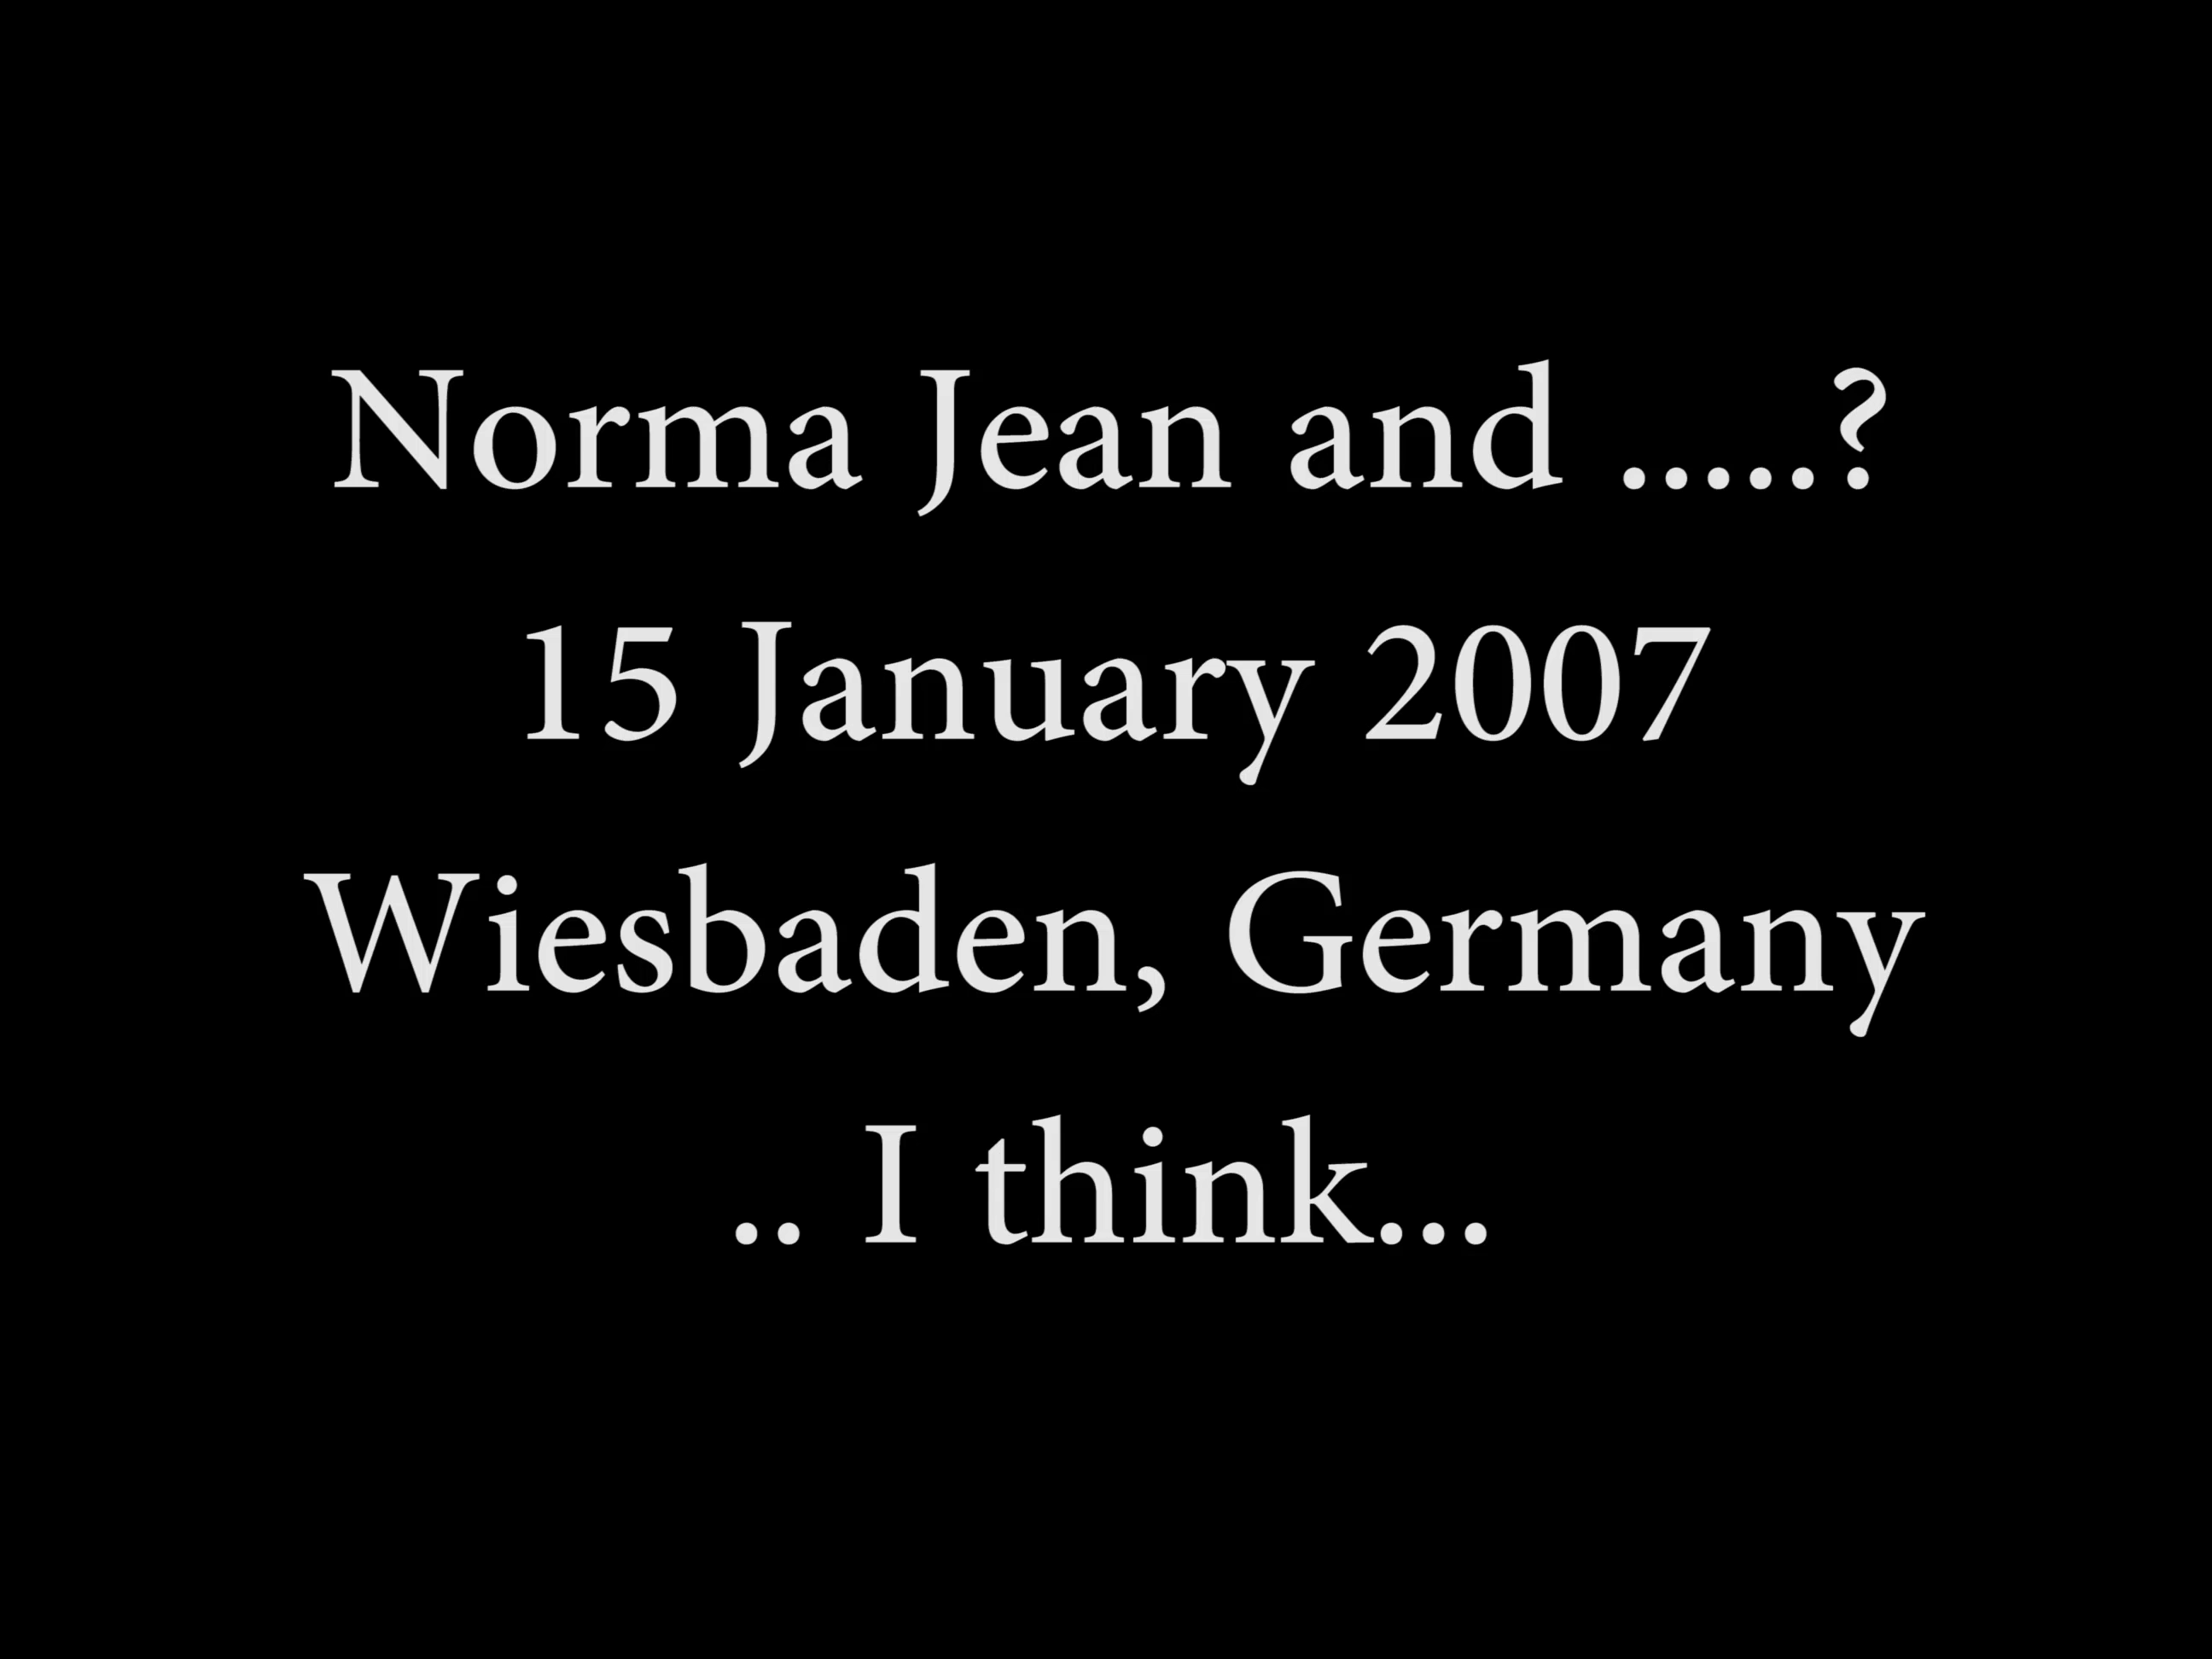 Norma Jean and .....?
15 January 2007
Wiesbaden, Germany
.. I think...